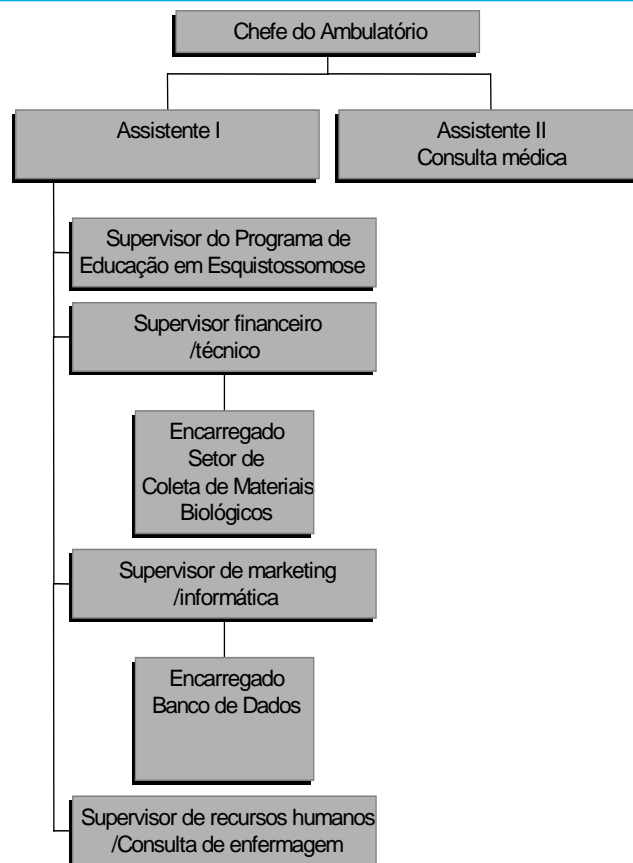 Chefe do Ambulatório
Assistente I
Assistente II
Consulta médica
Supervisor do Programa de
Educação em Esquistossomose
Supervisor financeiro
/técnico
Encarregado
Setor de
Coleta de Materiais
Biológicos
Supervisor de marketing
/informática
Encarregado
Banco de Dados
Supervisor de recursos humanos
/Consulta de enfermagem